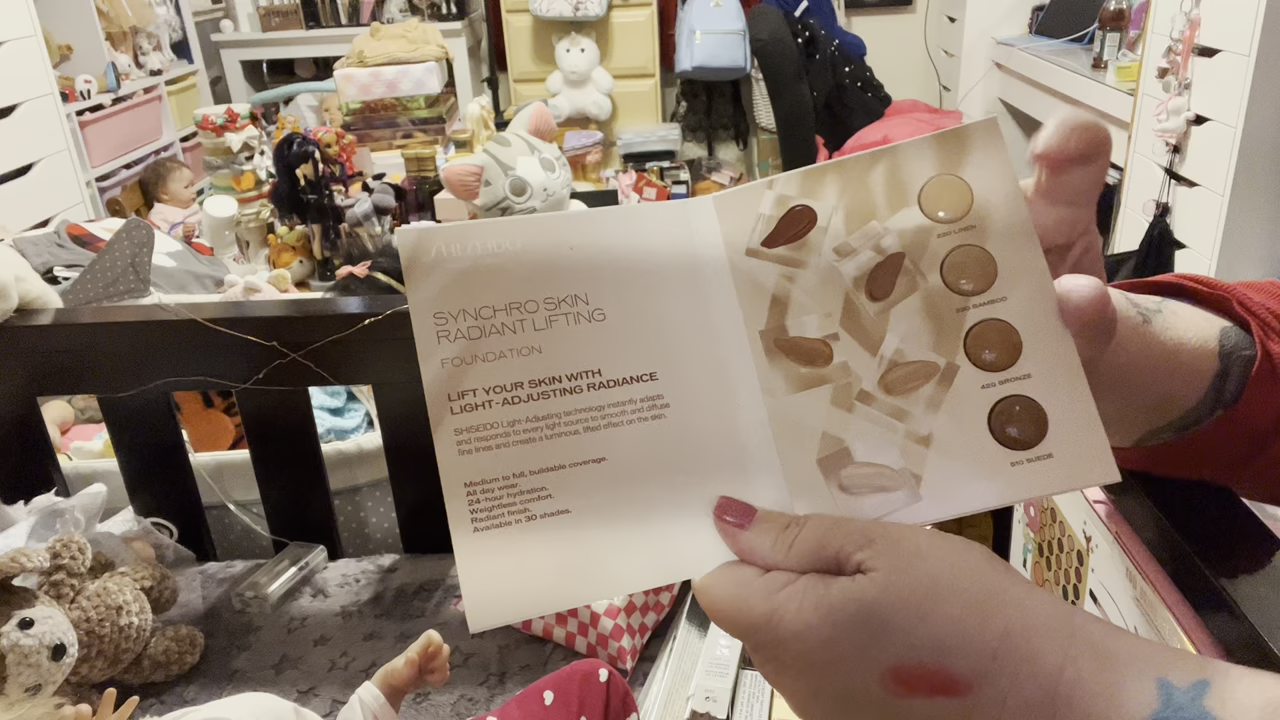 SHISEIDO
SYNCHRO SKIN
RADIANT LIFTING
FOUNDATION
LIFT YOUR SKIN WITH
LIGHT-ADJUSTING RADIANCE
SHISEIDO Light-Adjusting technology instantly adapts
and responds to every light source to smooth and diffuse
fine lines and create a luminous, lifted effect on the skin.
Medium to full, buildable coverage.
All day wear.
24-hour hydration.
Weightless comfort.
Radiant finish.
Available in 30 shades.
220 LINEN
330 BAMBOO
420 BRONZE
510 SUEDE